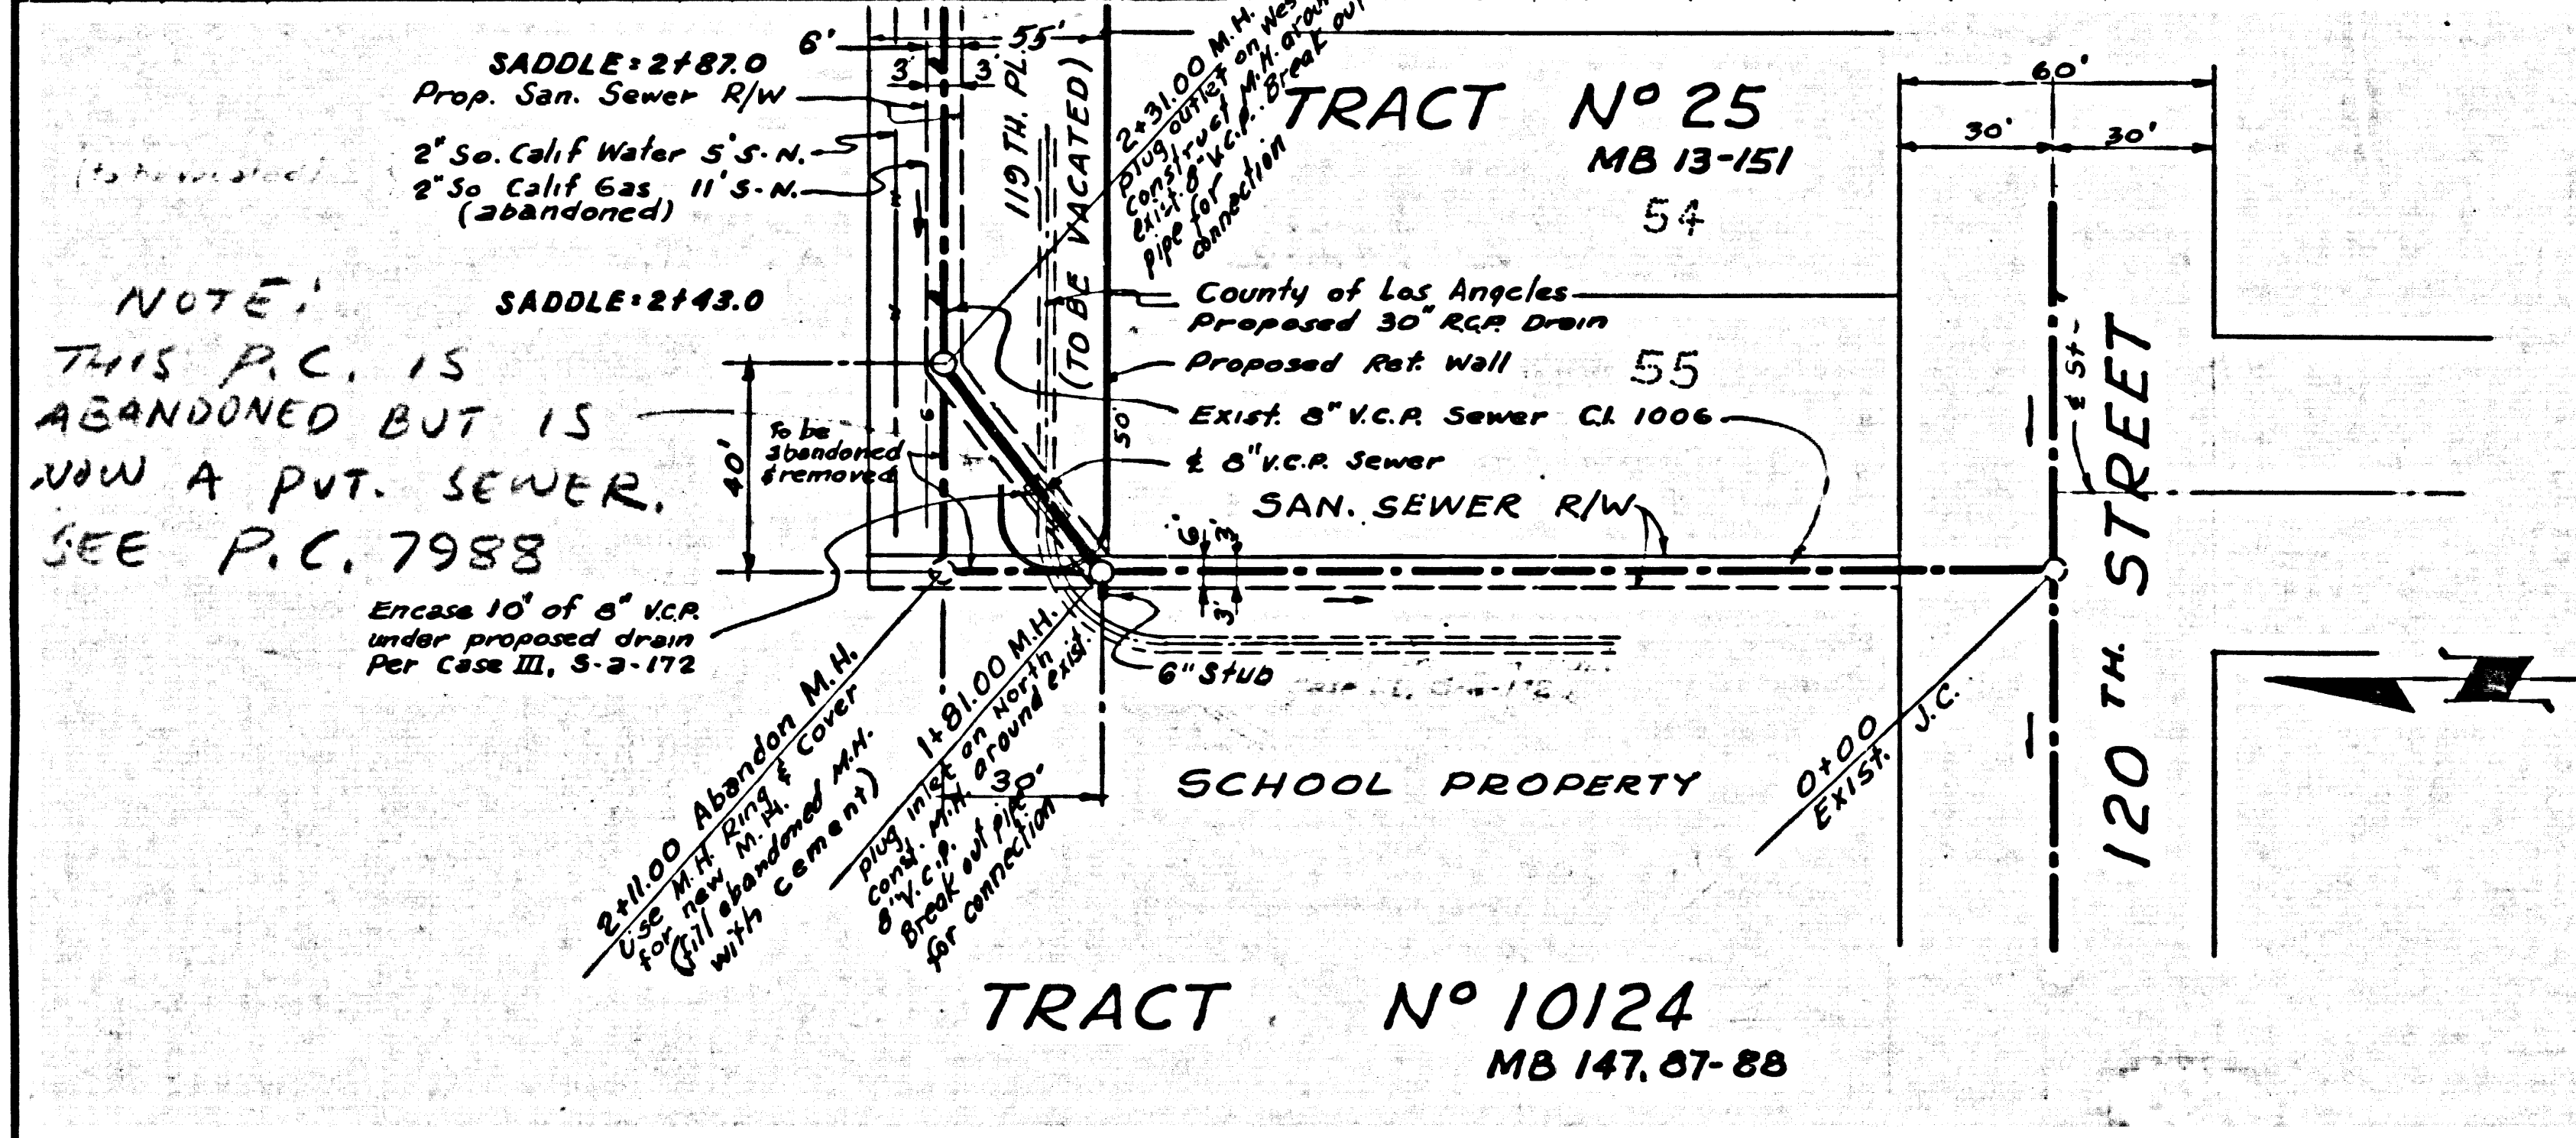 SADDLE: 2+87.0
Prop. San. Sewer R/W
2" So. Calif Water 5' S-N.
2" So Calif Gas 11' S-N.
(abandoned)
6'
55'
3'
3'
119 TH. PL.
(TO BE VACATED)
2+31.00 M.H.
plug outlet on
construct M.H.
exist. 8" V.C.P. Break out
pipe for
connection
TRACT Nº 25
MB 13-151
54
60'
30'
30'
NOTE:
THIS P.C. IS
ABANDONED BUT IS
NOW A PVT. SEWER.
SEE P.C. 7988
SADDLE: 2+43.0
40'
To be
abandoned
& removed
6
50'
County of Los Angeles
Proposed 30" R.C.P. Drain
Proposed Ret. Wall
55
Exist. 8" V.C.P. Sewer C.I. 1006
℄ 8" V.C.P. Sewer
SAN. SEWER R/W
6'
3'
3'
℄ St.
120 TH. STREET
Encase 10' of 8" V.C.P.
under proposed drain
Per Case III, S-a-172
6" Stub
2+11.00 Abandon M.H.
Use M.H. Ring & Cover
for new M.H.
(fill abandoned M.H.
with cement)
1+81.00 M.H.
plug inlet on North
const. M.H. around exist.
8" V.C.P.
Break out pipe
for connection
30'
SCHOOL PROPERTY
0+00
Exist. J.C.
TRACT Nº 10124
MB 147, 87-88